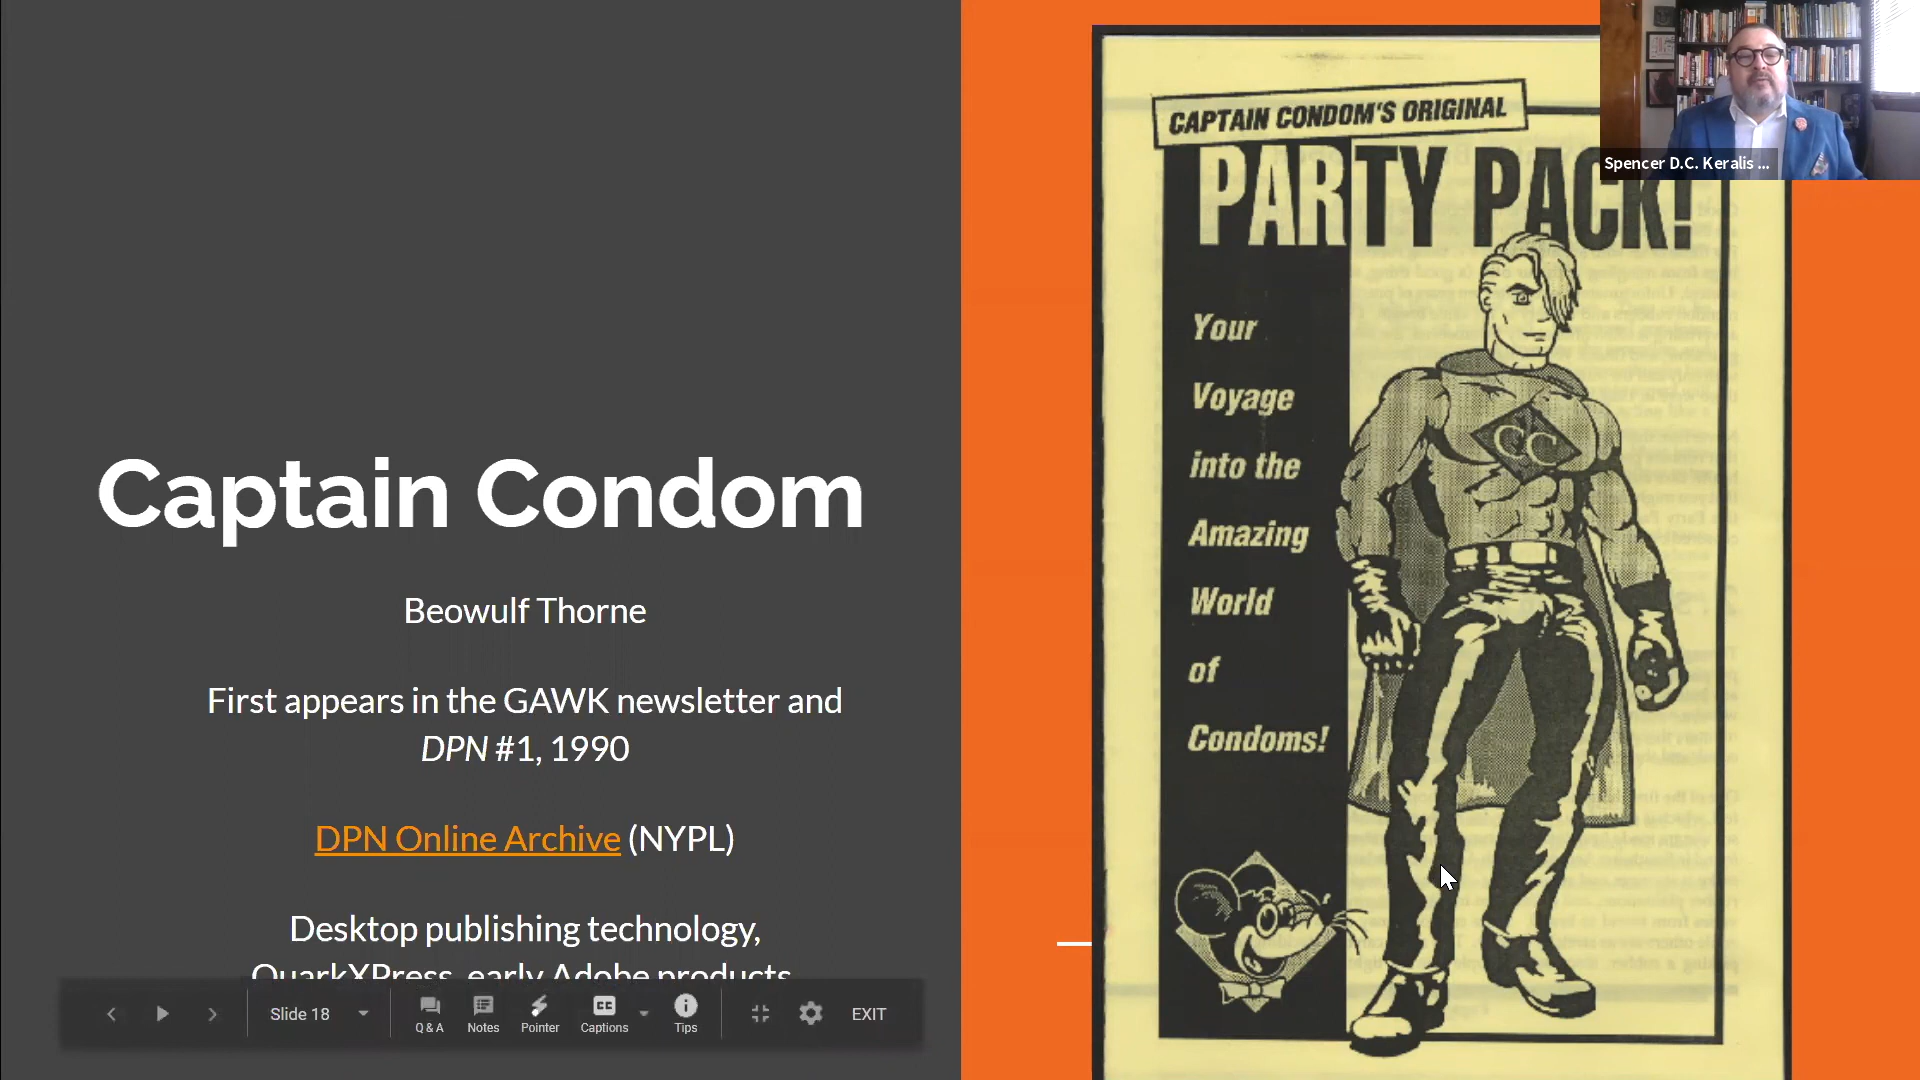 Captain Condom
Beowulf Thorne
First appears in the GAWK newsletter and
DPN #1, 1990
DPN Online Archive (NYPL)
Desktop publishing technology,
QuarkXPress, early Adobe products
Slide 18
Q & A
Notes
Pointer
CC
Captions
Tips
EXIT
CAPTAIN CONDOM'S ORIGINAL
PARTY PACK!
Your
Voyage
into the
Amazing
World
of
Condoms!
CC
Spencer D.C. Keralis ...